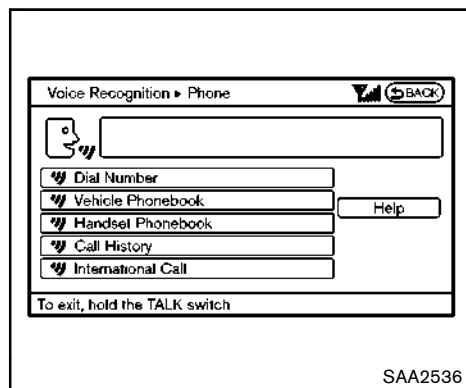 Voice Recognition ▸ Phone BACK
Dial Number
Vehicle Phonebook
Help
Handset Phonebook
Call History
International Call
To exit, hold the TALK switch
SAA2536